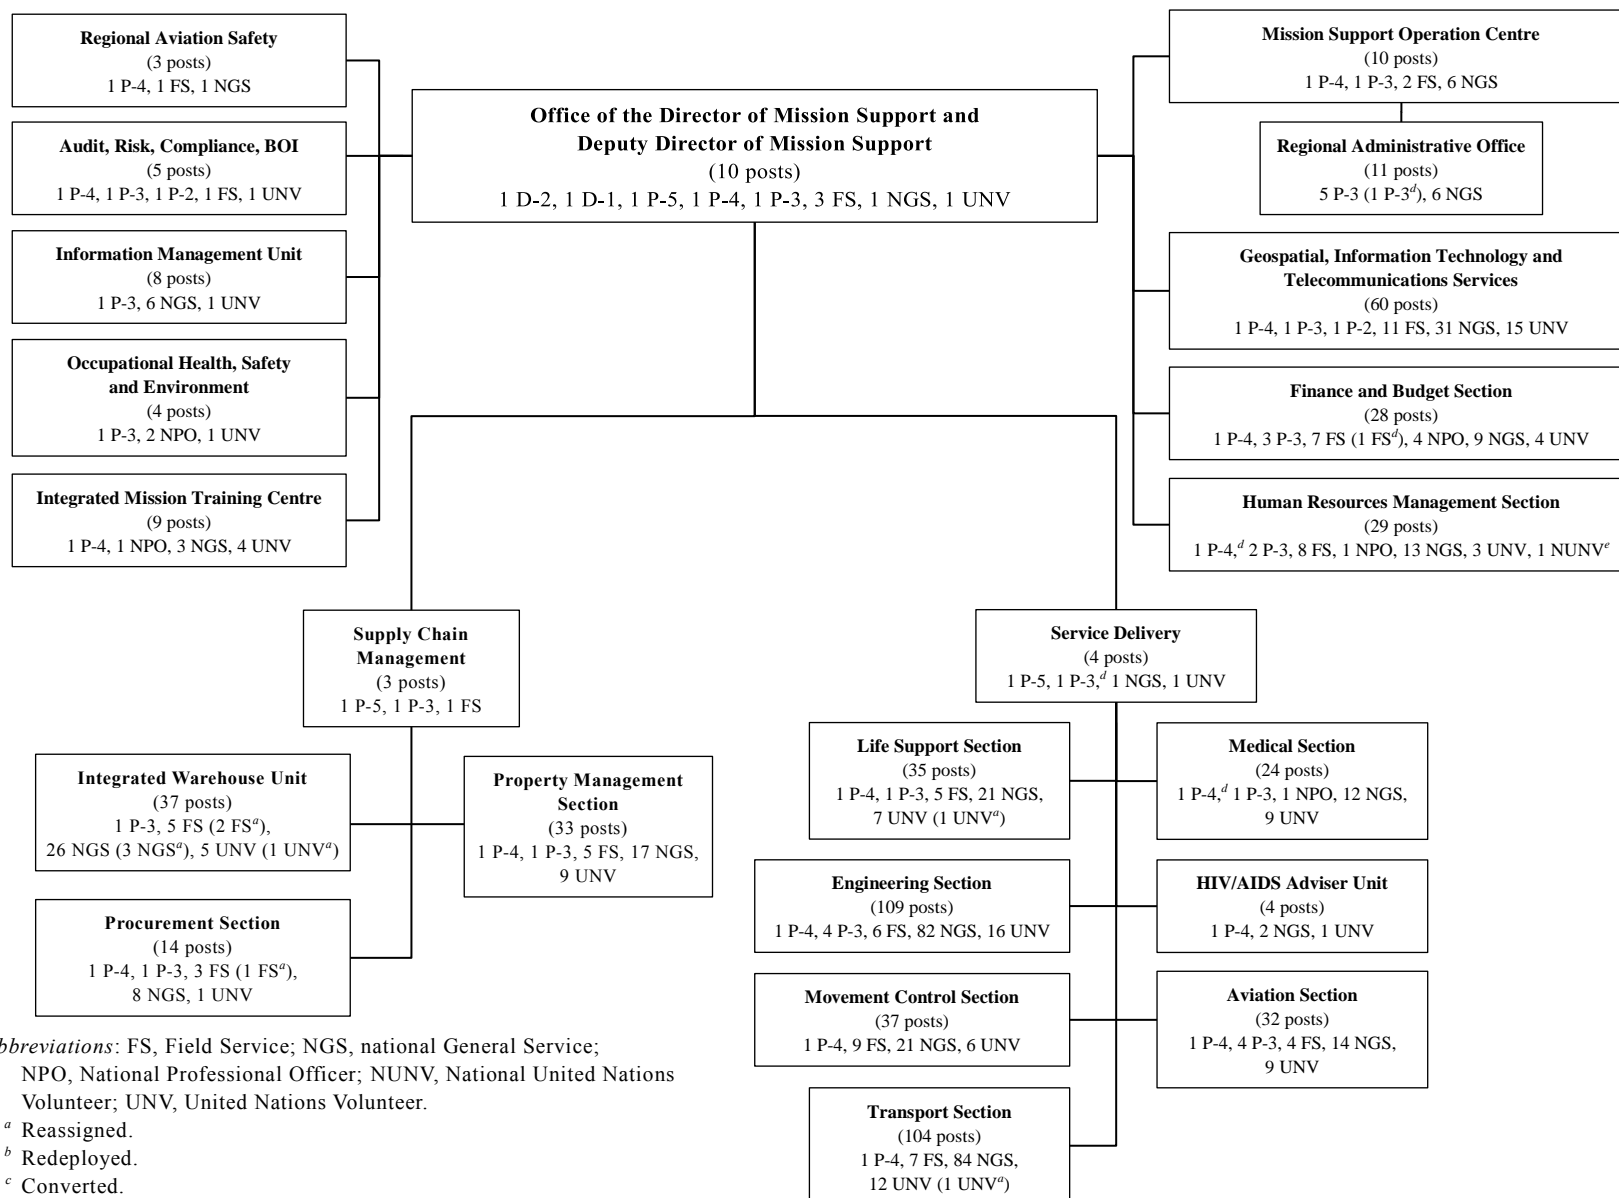 Regional Aviation Safety
(3 posts)
1 P-4, 1 FS, 1 NGS
Audit, Risk, Compliance, BOI
(5 posts)
1 P-4, 1 P-3, 1 P-2, 1 FS, 1 UNV
Information Management Unit
(8 posts)
1 P-3, 6 NGS, 1 UNV
Occupational Health, Safety
and Environment
(4 posts)
1 P-3, 2 NPO, 1 UNV
Integrated Mission Training Centre
(9 posts)
1 P-4, 1 NPO, 3 NGS, 4 UNV
Office of the Director of Mission Support and
Deputy Director of Mission Support
(10 posts)
1 D-2, 1 D-1, 1 P-5, 1 P-4, 1 P-3, 3 FS, 1 NGS, 1 UNV
Mission Support Operation Centre
(10 posts)
1 P-4, 1 P-3, 2 FS, 6 NGS
Regional Administrative Office
(11 posts)
5 P-3 (1 P-3d), 6 NGS
Geospatial, Information Technology and
Telecommunications Services
(60 posts)
1 P-4, 1 P-3, 1 P-2, 11 FS, 31 NGS, 15 UNV
Finance and Budget Section
(28 posts)
1 P-4, 3 P-3, 7 FS (1 FSd), 4 NPO, 9 NGS, 4 UNV
Human Resources Management Section
(29 posts)
1 P-4,d 2 P-3, 8 FS, 1 NPO, 13 NGS, 3 UNV, 1 NUNVe
Supply Chain
Management
(3 posts)
1 P-5, 1 P-3, 1 FS
Integrated Warehouse Unit
(37 posts)
1 P-3, 5 FS (2 FSa),
26 NGS (3 NGSa), 5 UNV (1 UNVa)
Property Management
Section
(33 posts)
1 P-4, 1 P-3, 5 FS, 17 NGS,
9 UNV
Procurement Section
(14 posts)
1 P-4, 1 P-3, 3 FS (1 FSa),
8 NGS, 1 UNV
Service Delivery
(4 posts)
1 P-5, 1 P-3,d 1 NGS, 1 UNV
Life Support Section
(35 posts)
1 P-4, 1 P-3, 5 FS, 21 NGS,
7 UNV (1 UNVa)
Medical Section
(24 posts)
1 P-4,d 1 P-3, 1 NPO, 12 NGS,
9 UNV
Engineering Section
(109 posts)
1 P-4, 4 P-3, 6 FS, 82 NGS, 16 UNV
HIV/AIDS Adviser Unit
(4 posts)
1 P-4, 2 NGS, 1 UNV
Movement Control Section
(37 posts)
1 P-4, 9 FS, 21 NGS, 6 UNV
Aviation Section
(32 posts)
1 P-4, 4 P-3, 4 FS, 14 NGS,
9 UNV
Transport Section
(104 posts)
1 P-4, 7 FS, 84 NGS,
12 UNV (1 UNVa)
bbreviations: FS, Field Service; NGS, national General Service;
NPO, National Professional Officer; NUNV, National United Nations
Volunteer; UNV, United Nations Volunteer.
a Reassigned.
b Redeployed.
c Converted.